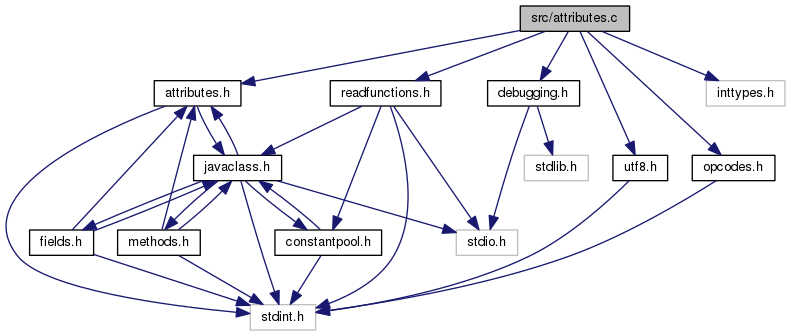 src/attributes.c
attributes.h
readfunctions.h
debugging.h
inttypes.h
javaclass.h
stdlib.h
utf8.h
opcodes.h
fields.h
methods.h
constantpool.h
stdio.h
stdint.h